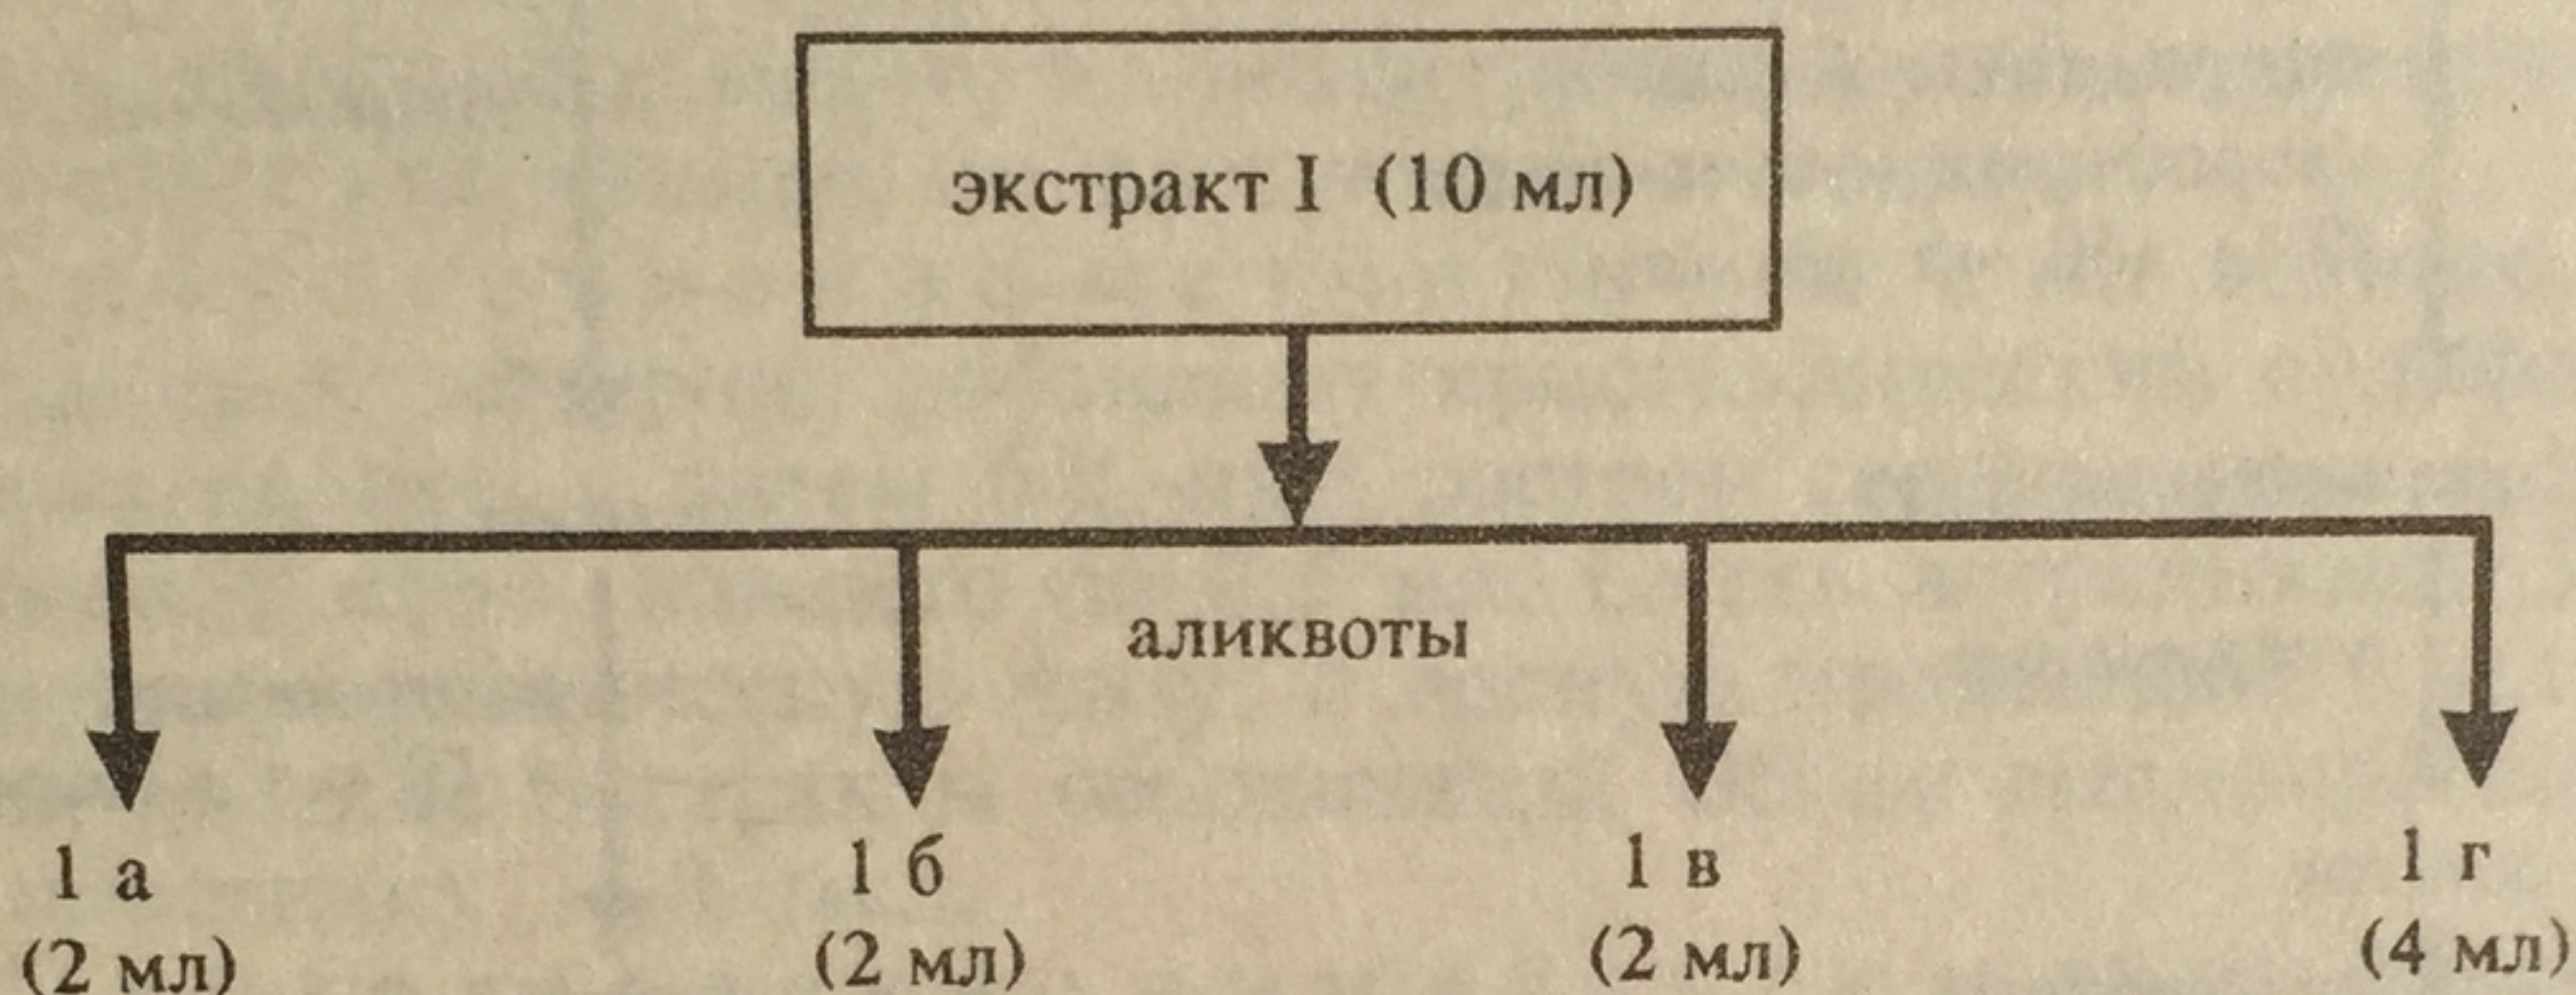 экстракт I (10 мл)
аликвоты
1 а
1 б
1 в
1 г
(2 мл)
(2 мл)
(2 мл)
(4 мл)